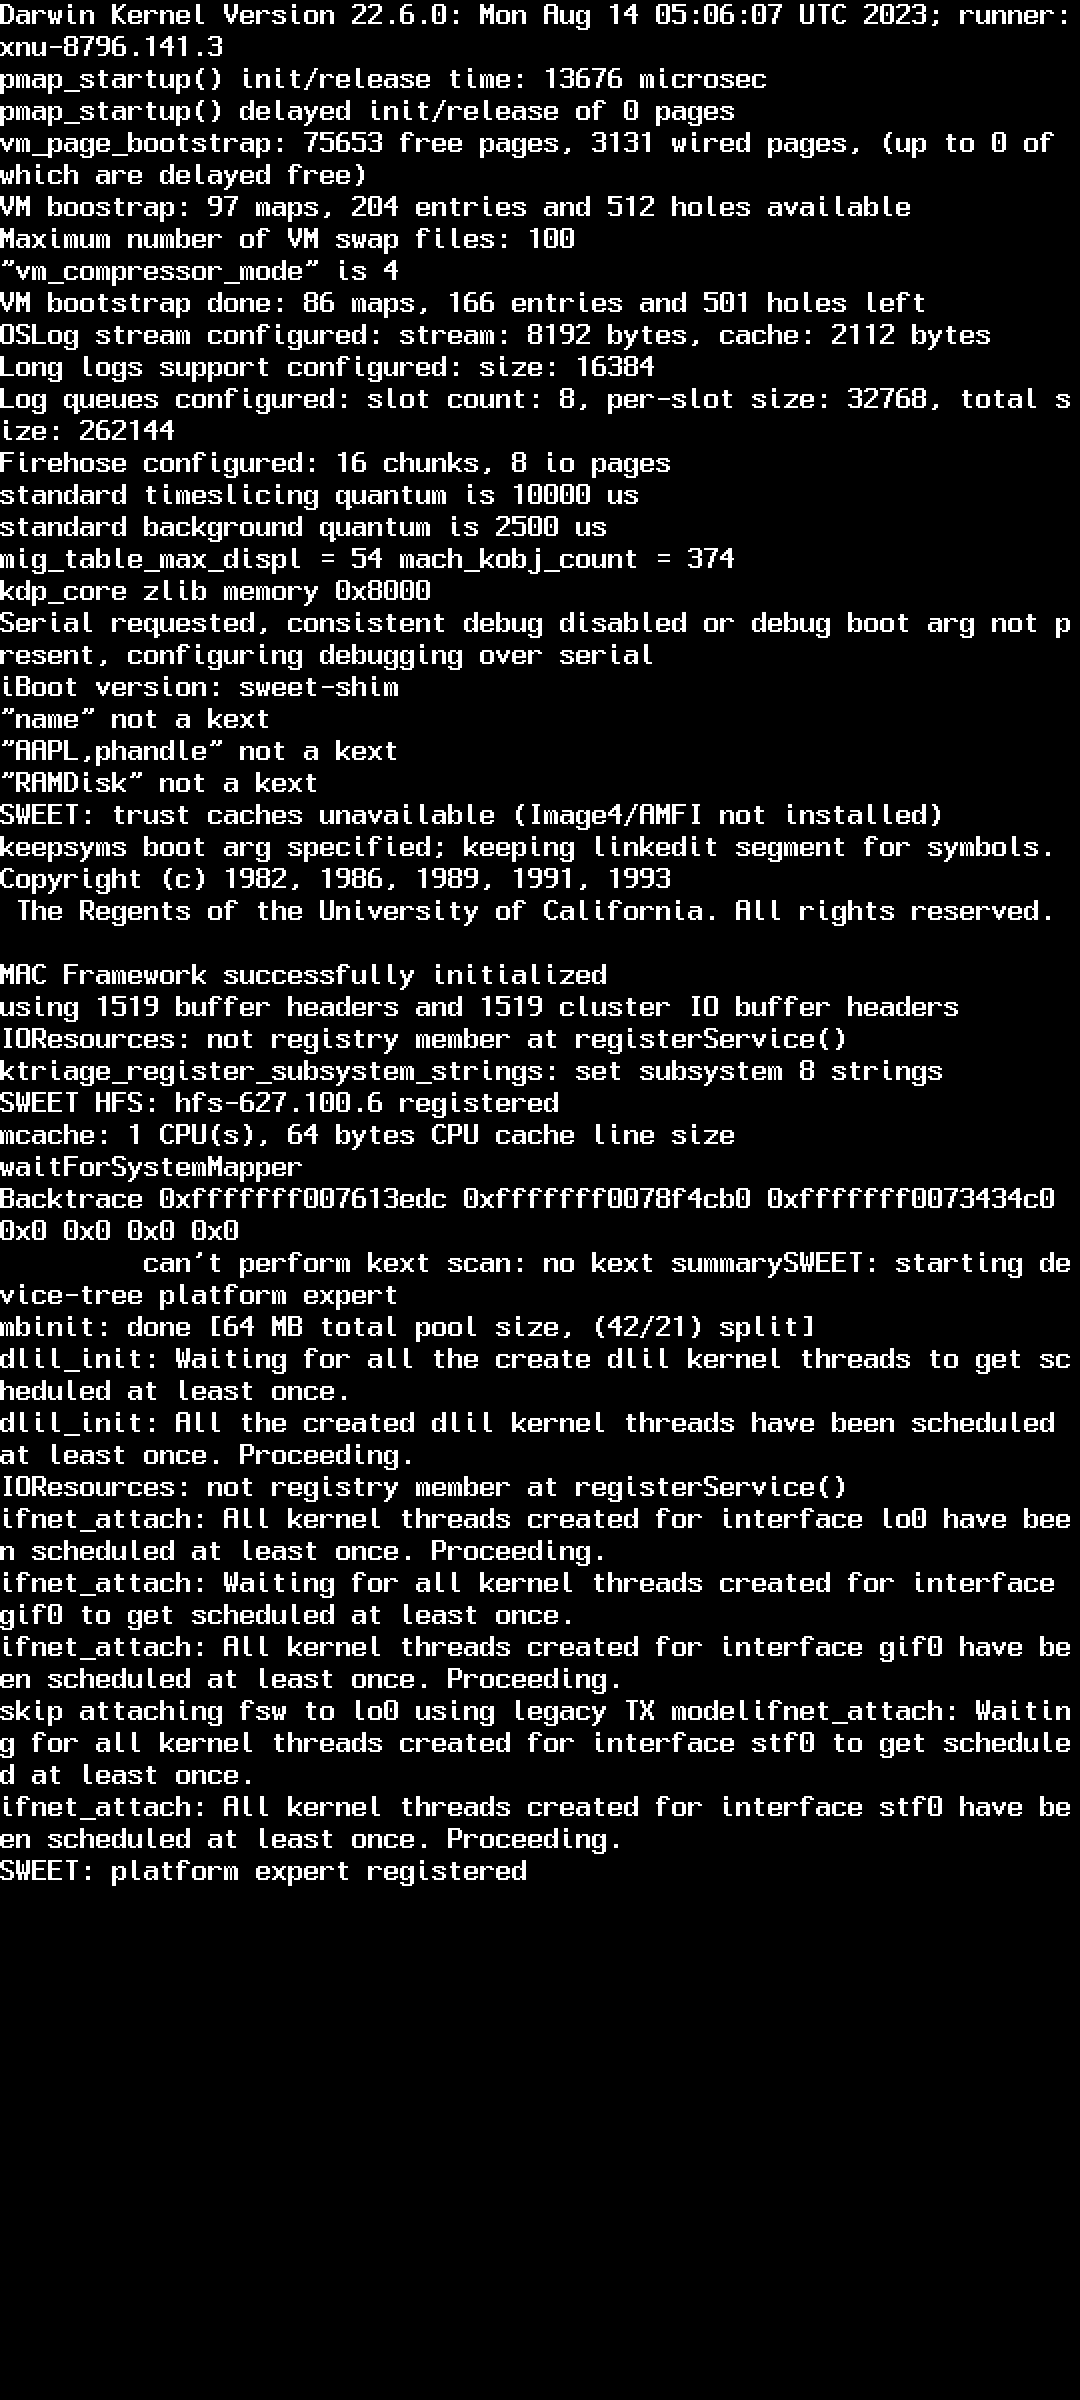 Darwin Kernel Version 22.6.0: Mon Aug 14 05:06:07 UTC 2023; runner:
xnu-8796.141.3
pmap_startup() init/release time: 13676 microsec
pmap_startup() delayed init/release of 0 pages
vm_page_bootstrap: 75653 free pages, 3131 wired pages, (up to 0 of
which are delayed free)
VM boostrap: 97 maps, 204 entries and 512 holes available
Maximum number of VM swap files: 100
"vm_compressor_mode" is 4
VM bootstrap done: 86 maps, 166 entries and 501 holes left
OSLog stream configured: stream: 8192 bytes, cache: 2112 bytes
Long logs support configured: size: 16384
Log queues configured: slot count: 8, per-slot size: 32768, total s
ize: 262144
Firehose configured: 16 chunks, 8 io pages
standard timeslicing quantum is 10000 us
standard background quantum is 2500 us
mig_table_max_displ = 54 mach_kobj_count = 374
kdp_core zlib memory 0x8000
Serial requested, consistent debug disabled or debug boot arg not p
resent, configuring debugging over serial
iBoot version: sweet-shim
"name" not a kext
"AAPL,phandle" not a kext
"RAMDisk" not a kext
SWEET: trust caches unavailable (Image4/AMFI not installed)
keepsyms boot arg specified; keeping linkedit segment for symbols.
Copyright (c) 1982, 1986, 1989, 1991, 1993
 The Regents of the University of California. All rights reserved.

MAC Framework successfully initialized
using 1519 buffer headers and 1519 cluster IO buffer headers
IOResources: not registry member at registerService()
ktriage_register_subsystem_strings: set subsystem 8 strings
SWEET HFS: hfs-627.100.6 registered
mcache: 1 CPU(s), 64 bytes CPU cache line size
waitForSystemMapper
Backtrace 0xfffffff007613edc 0xfffffff0078f4cb0 0xfffffff0073434c0
0x0 0x0 0x0 0x0
         can't perform kext scan: no kext summarySWEET: starting de
vice-tree platform expert
mbinit: done [64 MB total pool size, (42/21) split]
dlil_init: Waiting for all the create dlil kernel threads to get sc
heduled at least once.
dlil_init: All the created dlil kernel threads have been scheduled
at least once. Proceeding.
IOResources: not registry member at registerService()
ifnet_attach: All kernel threads created for interface lo0 have bee
n scheduled at least once. Proceeding.
ifnet_attach: Waiting for all kernel threads created for interface
gif0 to get scheduled at least once.
ifnet_attach: All kernel threads created for interface gif0 have be
en scheduled at least once. Proceeding.
skip attaching fsw to lo0 using legacy TX modelifnet_attach: Waitin
g for all kernel threads created for interface stf0 to get schedule
d at least once.
ifnet_attach: All kernel threads created for interface stf0 have be
en scheduled at least once. Proceeding.
SWEET: platform expert registered